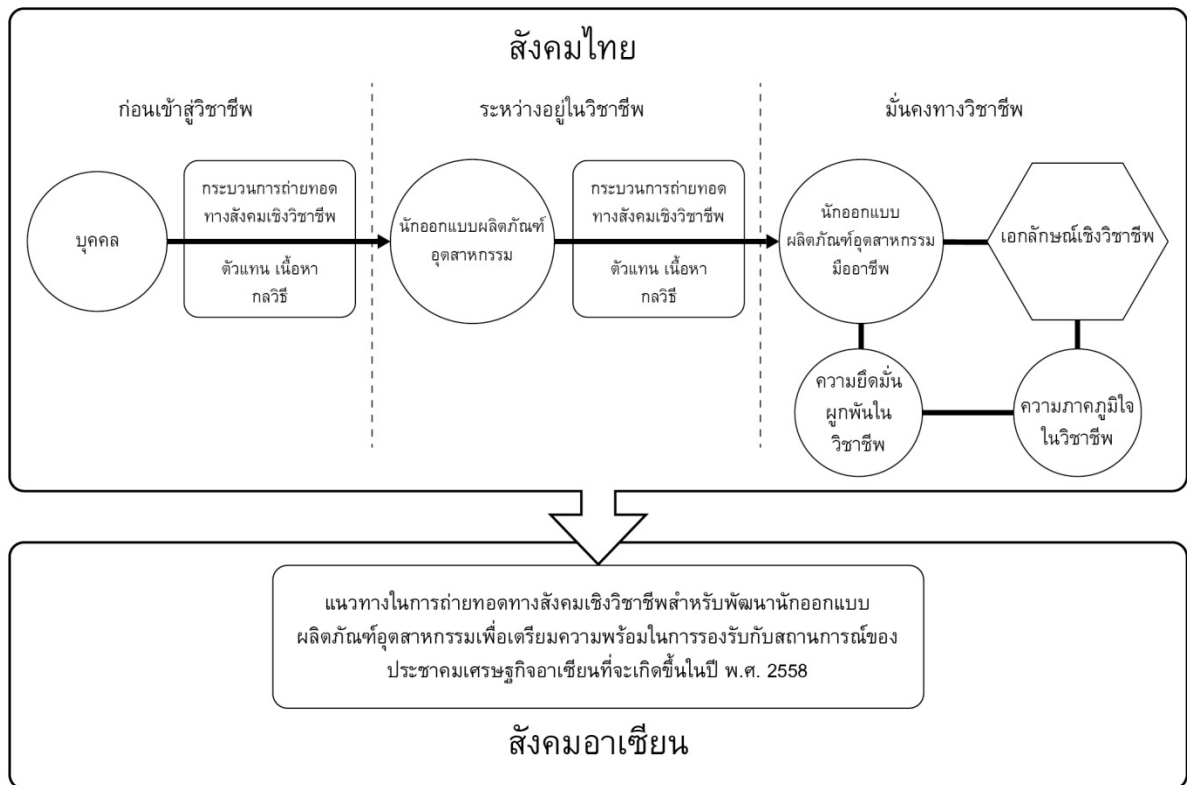 สังคมไทย
ก่อนเข้าสู่วิชาชีพ
ระหว่างอยู่ในวิชาชีพ
มั่นคงทางวิชาชีพ
บุคคล
กระบวนการถ่ายทอด
ทางสังคมเชิงวิชาชีพ
ตัวแทน เนื้อหา
กลวิธี
นักออกแบบผลิตภัณฑ์
อุตสาหกรรม
กระบวนการถ่ายทอด
ทางสังคมเชิงวิชาชีพ
ตัวแทน เนื้อหา
กลวิธี
นักออกแบบ
ผลิตภัณฑ์อุตสาหกรรม
มืออาชีพ
เอกลักษณ์เชิงวิชาชีพ
ความยึดมั่น
ผูกพันใน
วิชาชีพ
ความภาคภูมิใจ
ในวิชาชีพ
แนวทางในการถ่ายทอดทางสังคมเชิงวิชาชีพสำหรับพัฒนานักออกแบบ
ผลิตภัณฑ์อุตสาหกรรมเพื่อเตรียมความพร้อมในการรองรับกับสถานการณ์ของ
ประชาคมเศรษฐกิจอาเซียนที่จะเกิดขึ้นในปี พ.ศ. 2558
สังคมอาเซียน